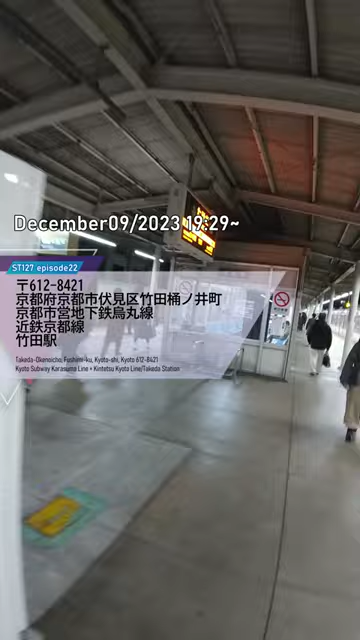 December09/2023 19:29~
ST127 episode22
〒612-8421
京都府京都市伏見区竹田桶ノ井町
京都市営地下鉄烏丸線
近鉄京都線
竹田駅
Takeda-Okenoicho, Fushimi-ku, Kyoto-shi, Kyoto 612-8421
Kyoto Subway Karasuma Line • Kintetsu Kyoto Line/Takeda Station